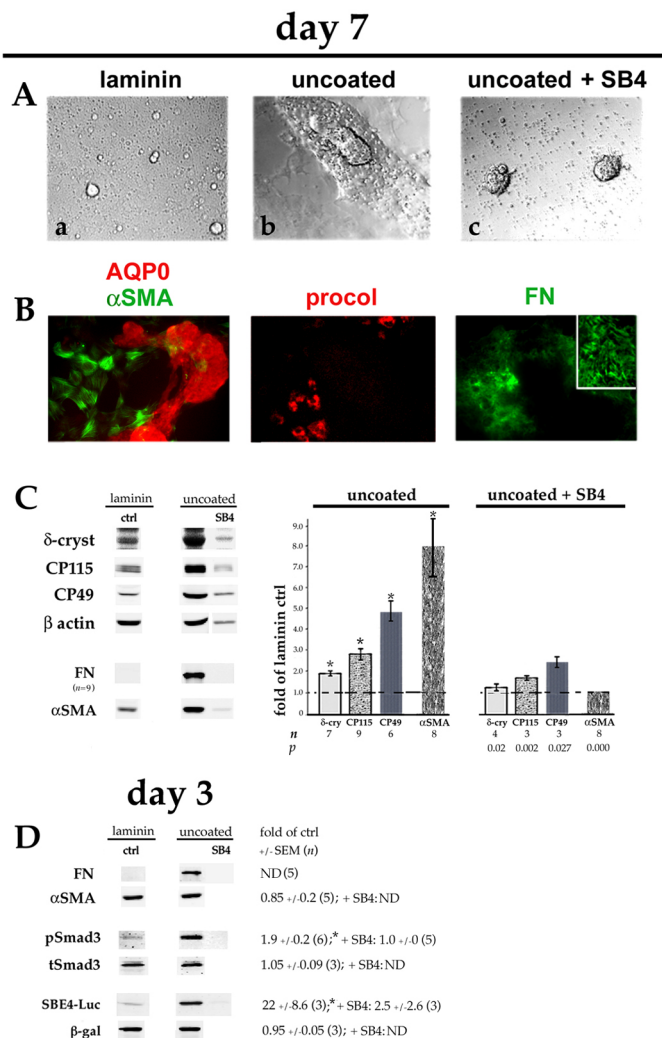 day 7
A
laminin uncoated uncoated + SB4
a b c
AQP0
αSMA procol FN
B
C
laminin uncoated
ctrl SB4
δ-cryst
CP115
CP49
β actin
FN
(n=9)
αSMA
uncoated uncoated + SB4
fold of laminin ctrl
9.0
8.0
7.0
6.0
5.0
4.0
3.0
2.0
1.0
* * * *
δ-cry CP115 CP49 αSMA δ-cry CP115 CP49 αSMA
n 7 9 6 8 4 3 3 8
p 0.02 0.002 0.027 0.000
day 3
D
laminin uncoated fold of ctrl
ctrl SB4 +/- SEM (n)
FN ND (5)
αSMA 0.85 +/-0.2 (5); + SB4: ND
pSmad3 1.9 +/-0.2 (6);* + SB4: 1.0 +/-0 (5)
tSmad3 1.05 +/-0.09 (3); + SB4: ND
SBE4-Luc 22 +/-8.6 (3);* + SB4: 2.5 +/-2.6 (3)
β-gal 0.95 +/-0.05 (3); + SB4: ND